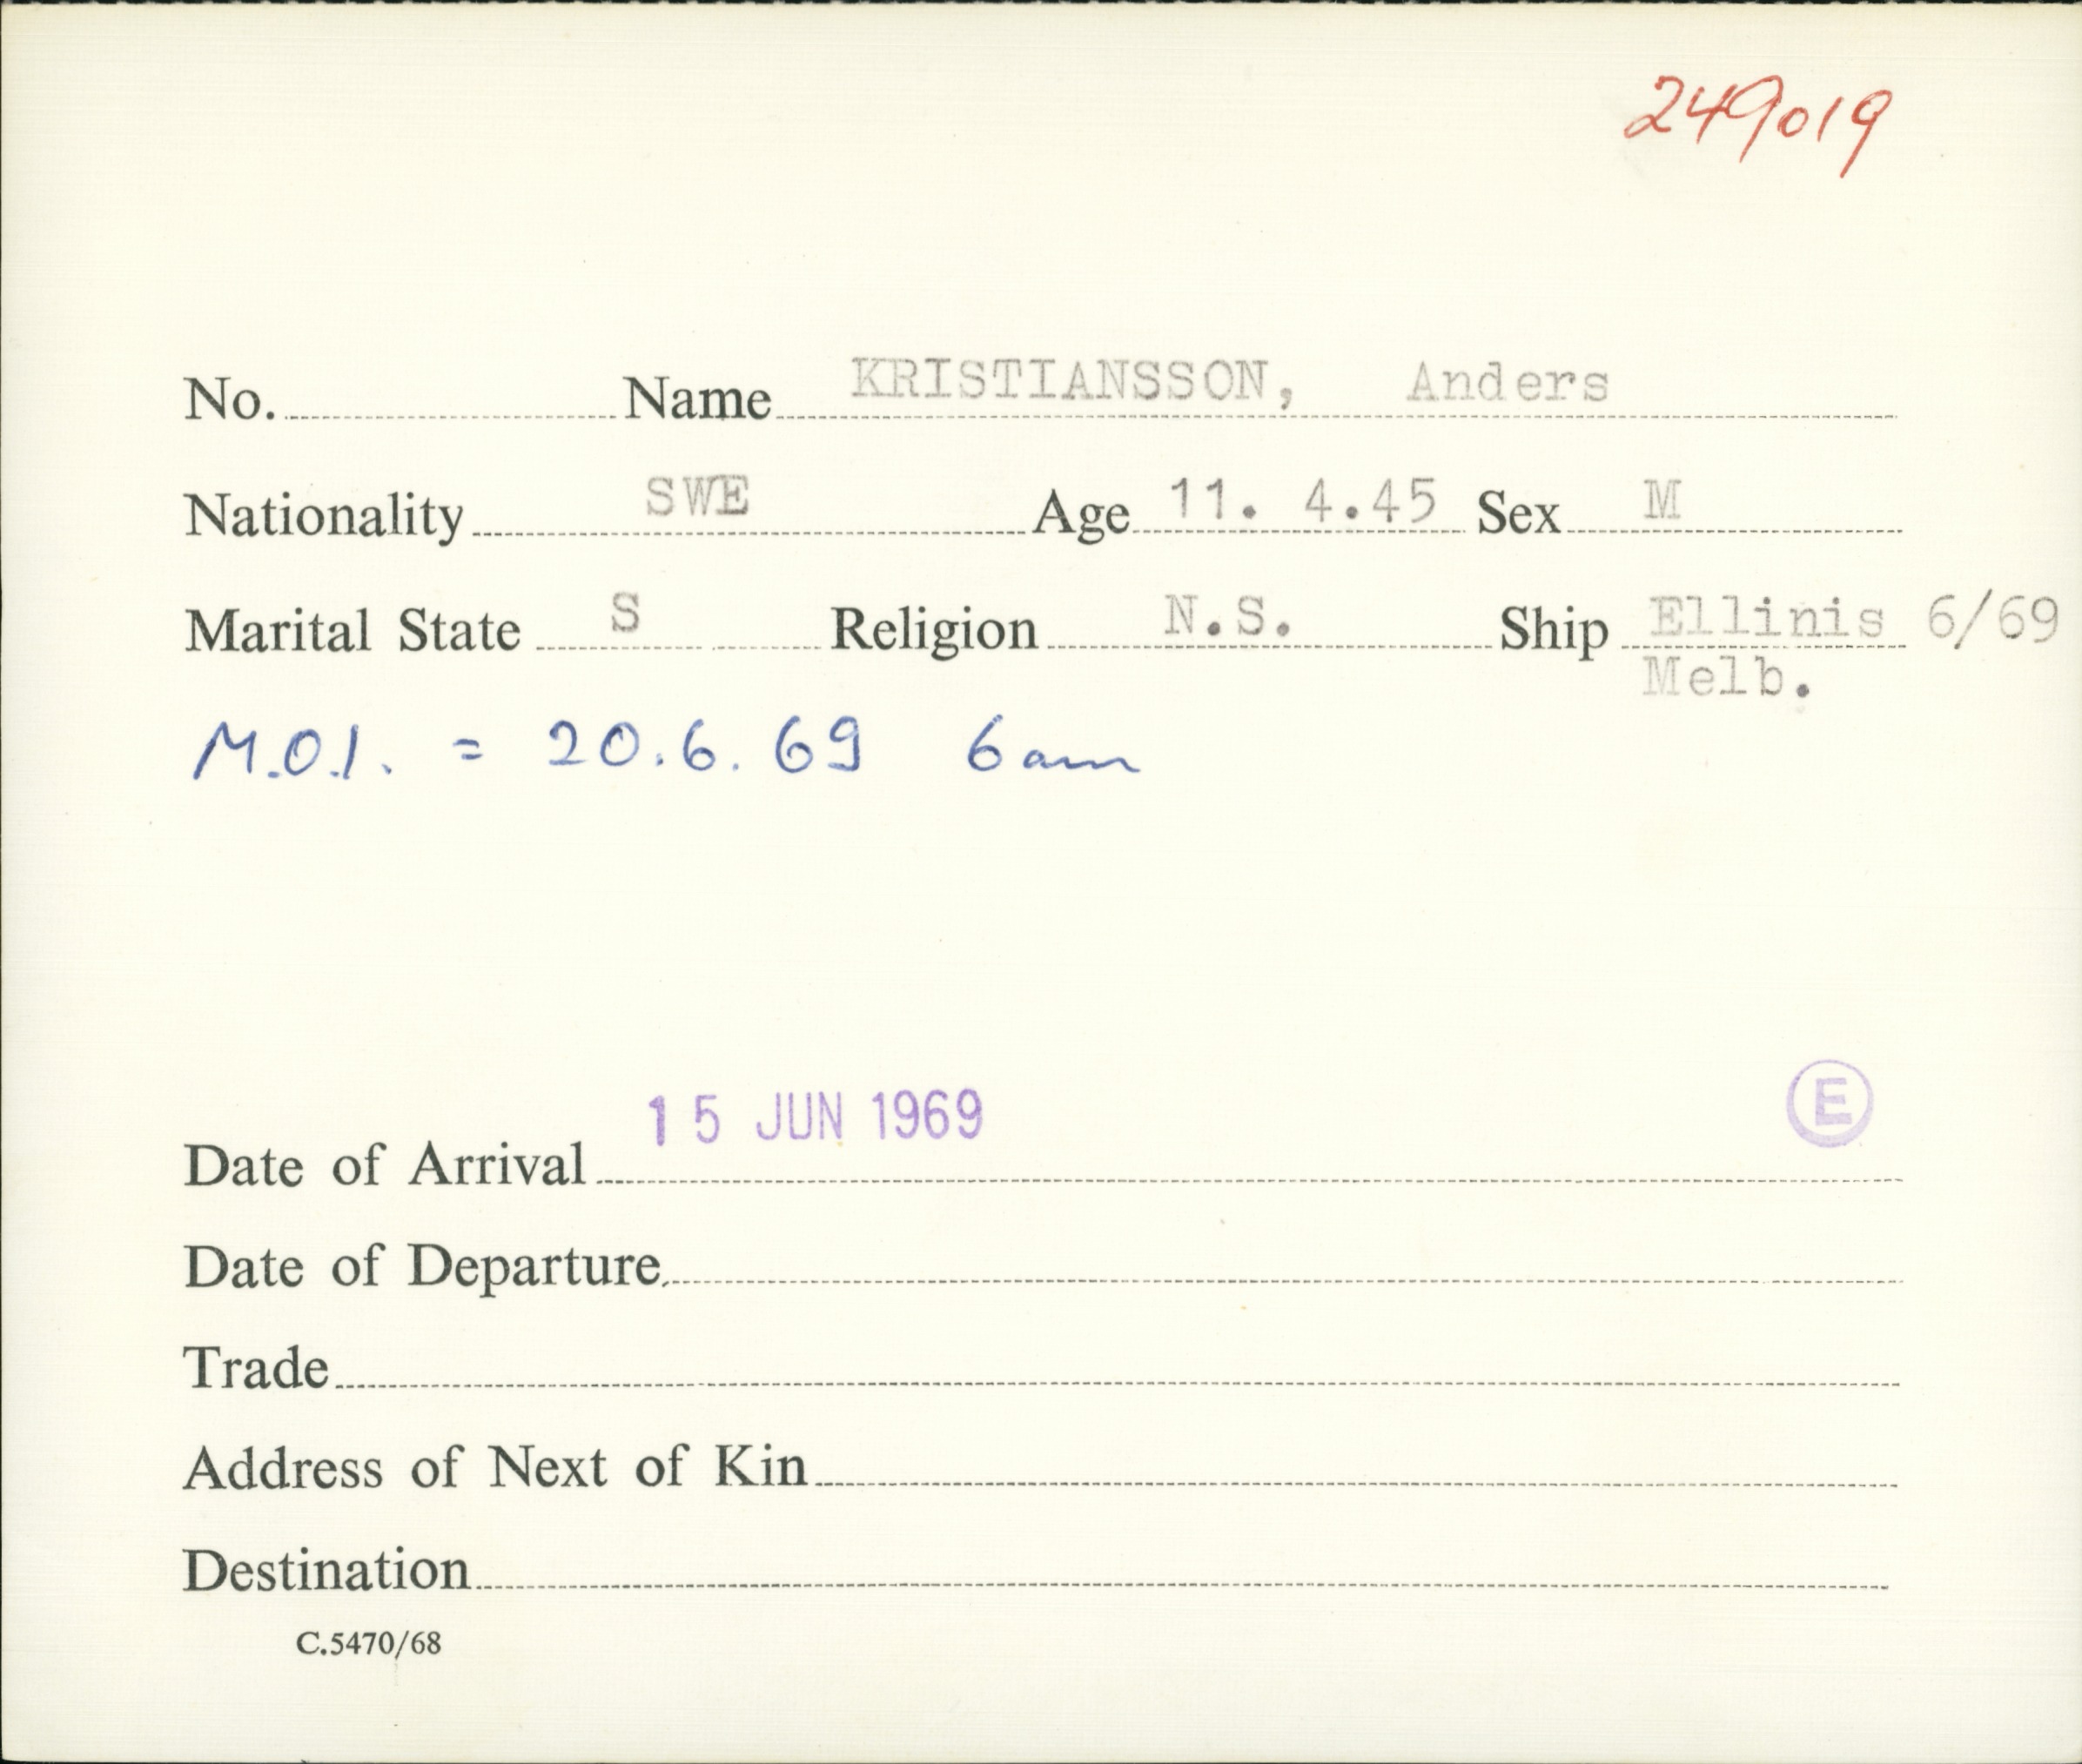 249019
No. Name KRISTIANSSON, Anders
Nationality SWE Age 11. 4.45 Sex M
Marital State S Religion N.S. Ship Ellinis 6/69
Melb.
M.O.I. = 20.6.69 6am
Date of Arrival 15 JUN 1969 E
Date of Departure
Trade
Address of Next of Kin
Destination
C.5470/68